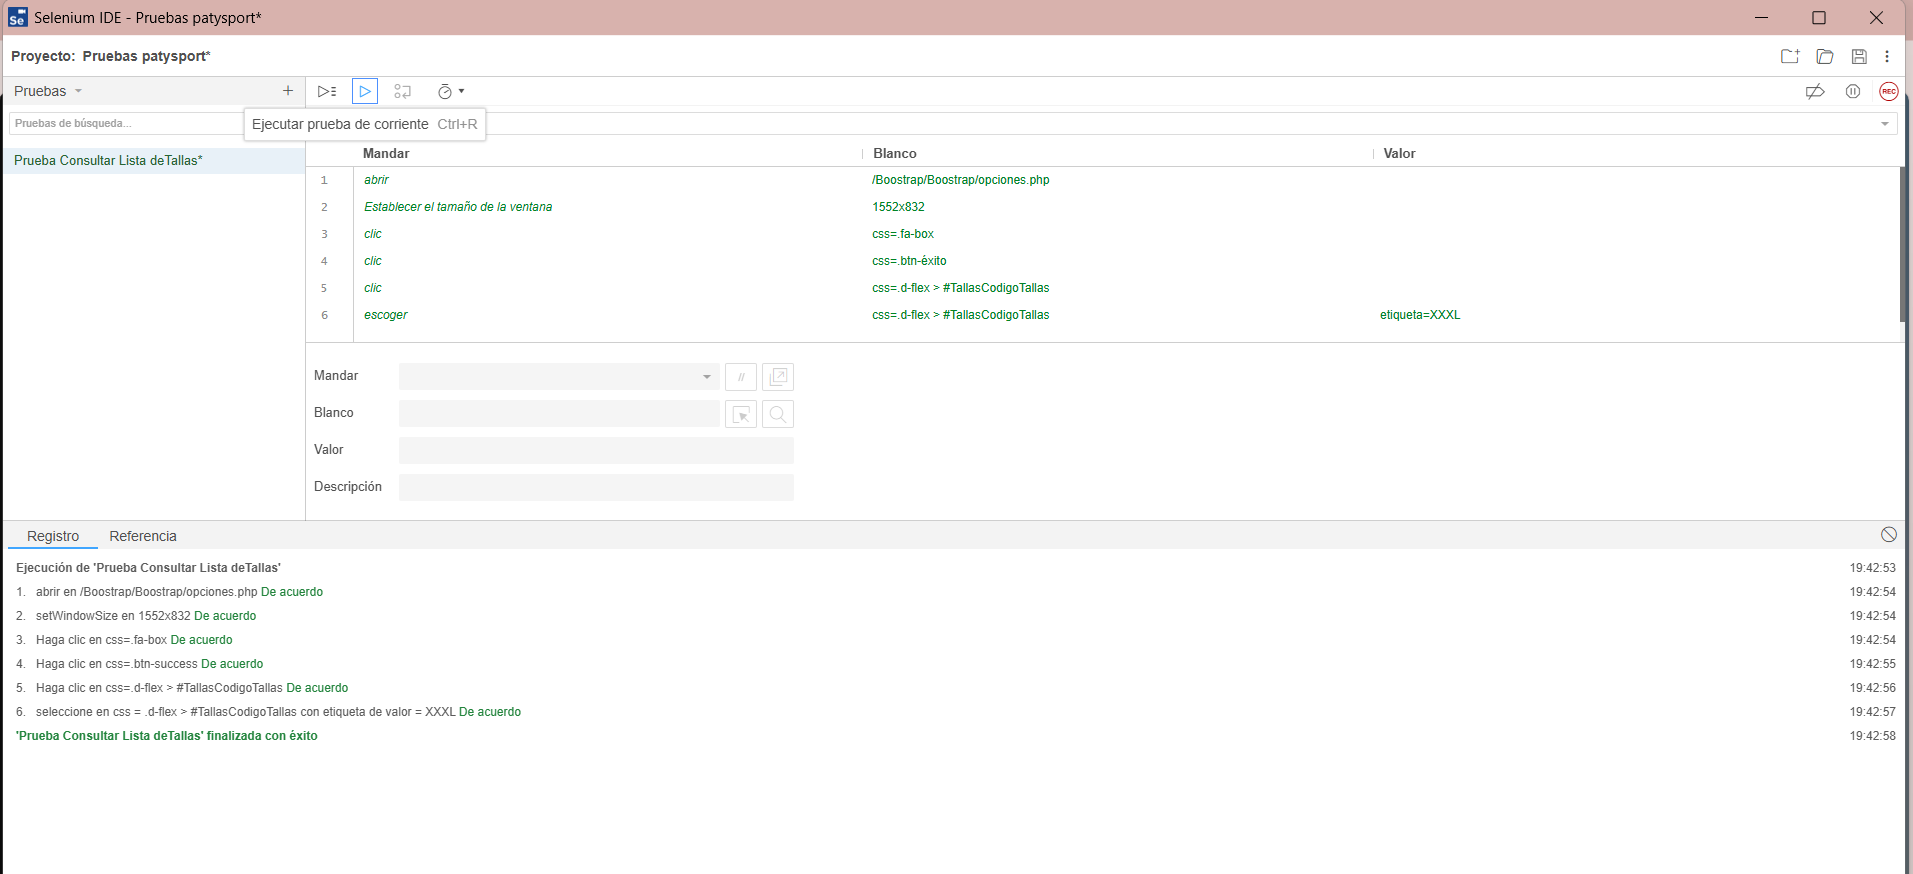 Selenium IDE - Pruebas patysport*
Proyecto: Pruebas patysport*
Pruebas
Ejecutar prueba de corriente Ctrl+R
Pruebas de búsqueda...
Prueba Consultar Lista deTallas*
Mandar Blanco Valor
1 abrir /Boostrap/Boostrap/opciones.php
2 Establecer el tamaño de la ventana 1552x832
3 clic css=.fa-box
4 clic css=.btn-éxito
5 clic css=.d-flex > #TallasCodigoTallas
6 escoger css=.d-flex > #TallasCodigoTallas etiqueta=XXXL
Mandar
//
Blanco
Valor
Descripción
Registro Referencia
Ejecución de 'Prueba Consultar Lista deTallas' 19:42:53
1. abrir en /Boostrap/Boostrap/opciones.php De acuerdo 19:42:54
2. setWindowSize en 1552x832 De acuerdo 19:42:54
3. Haga clic en css=.fa-box De acuerdo 19:42:54
4. Haga clic en css=.btn-success De acuerdo 19:42:55
5. Haga clic en css=.d-flex > #TallasCodigoTallas De acuerdo 19:42:56
6. seleccione en css = .d-flex > #TallasCodigoTallas con etiqueta de valor = XXXL De acuerdo 19:42:57
'Prueba Consultar Lista deTallas' finalizada con éxito 19:42:58
Se
REC